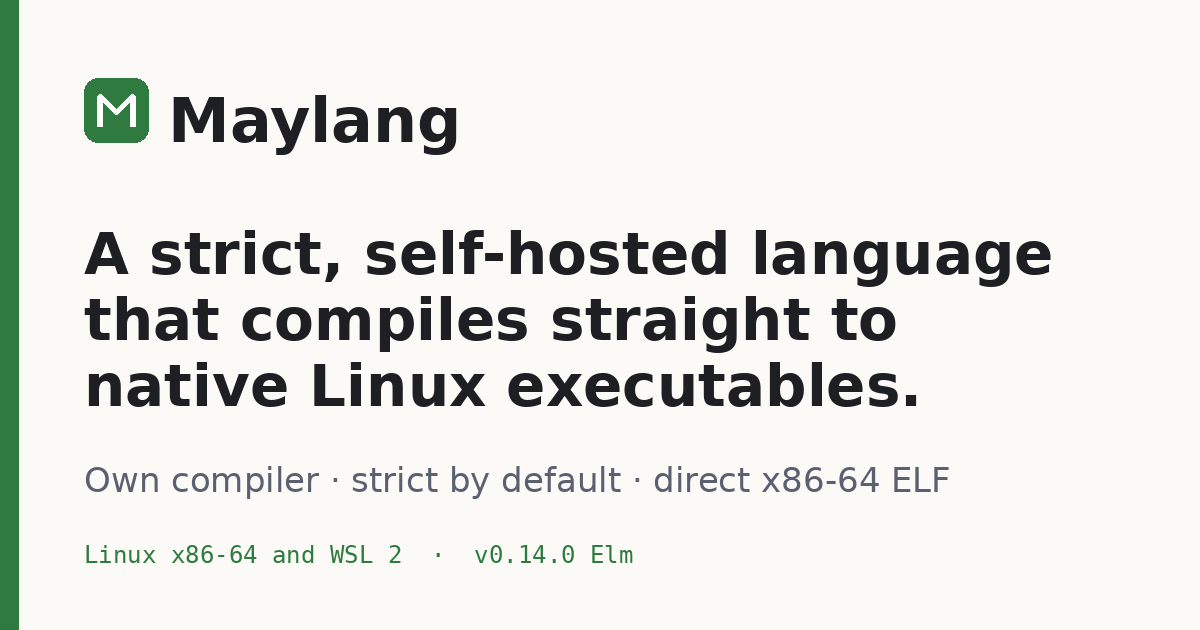 M Maylang
A strict, self-hosted language
that compiles straight to
native Linux executables.
Own compiler · strict by default · direct x86-64 ELF
Linux x86-64 and WSL 2 · v0.14.0 Elm